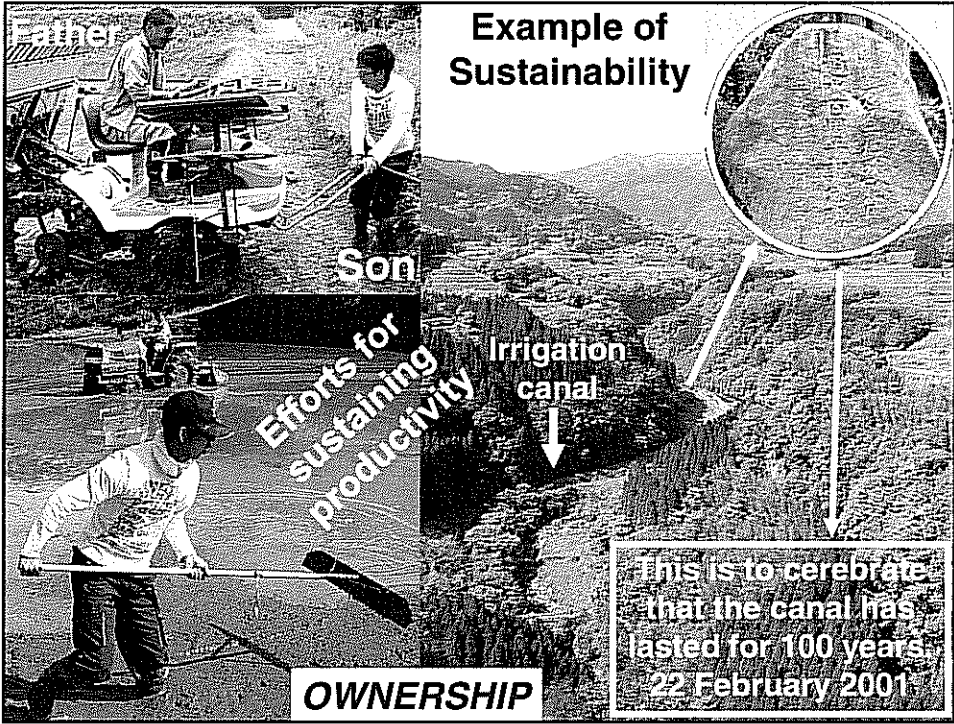 Father
Son
Example of
Sustainability
Efforts for
sustaining
productivity
Irrigation
canal
This is to cerebrate
that the canal has
lasted for 100 years.
22 February 2001
OWNERSHIP